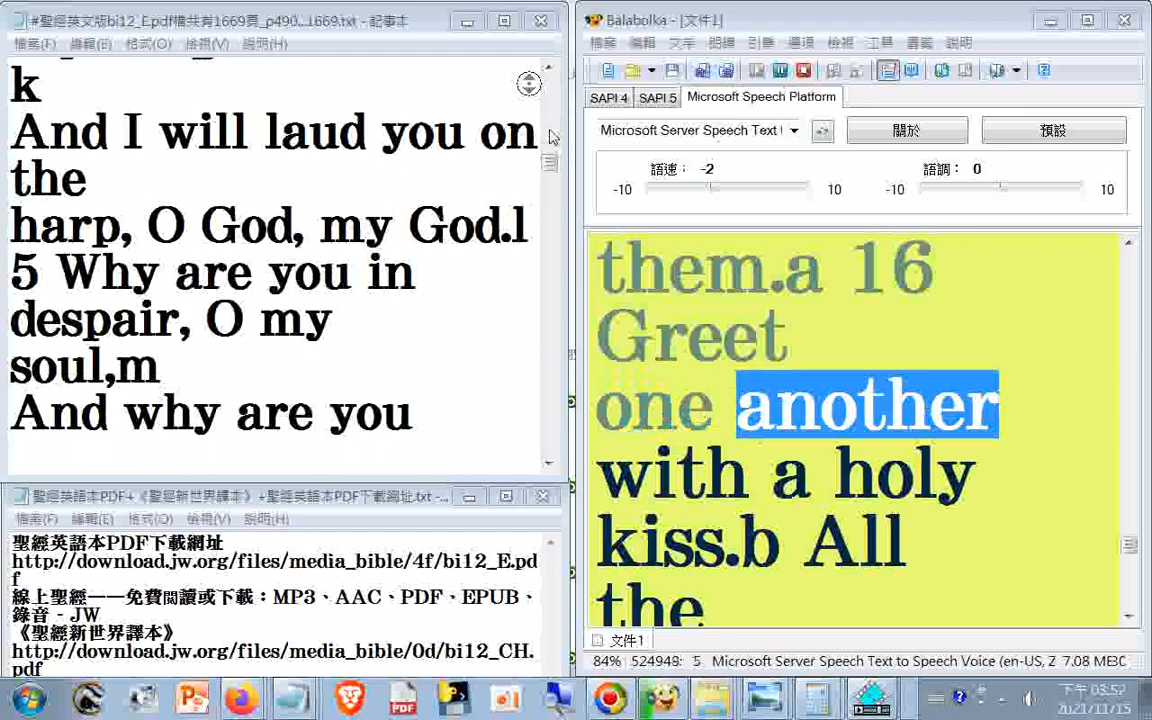 #聖經英文版bi12_E.pdf檔共有1669頁_p490...1669.txt - 記事本
檔案(F) 編輯(E) 格式(O) 檢視(V) 說明(H)
k
And I will laud you on
the
harp, O God, my God.l
5 Why are you in
despair, O my
soul,m
And why are you
聖經英語本PDF+《聖經新世界譯本》+聖經英語本PDF下載網址.txt - ...
檔案(F) 編輯(E) 格式(O) 檢視(V) 說明(H)
聖經英語本PDF下載網址
http://download.jw.org/files/media_bible/4f/bi12_E.pd
f
線上聖經——免費閱讀或下載：MP3、AAC、PDF、EPUB、
錄音 - JW
《聖經新世界譯本》
http://download.jw.org/files/media_bible/0d/bi12_CH.
pdf
Balabolka - [文件1]
檔案 編輯 文字 朗讀 引擎 選項 檢視 工具 書籤 說明
SAPI 4 SAPI 5 Microsoft Speech Platform
Microsoft Server Speech Text 關於 預設
語速： -2 語調： 0
-10 10 -10 10
them.a 16
Greet
one another
with a holy
kiss.b All
the
文件1
84% 524948: 5 Microsoft Server Speech Text to Speech Voice (en-US, Z 7.08 MB
PDF
下午 03:52
2021/11/15